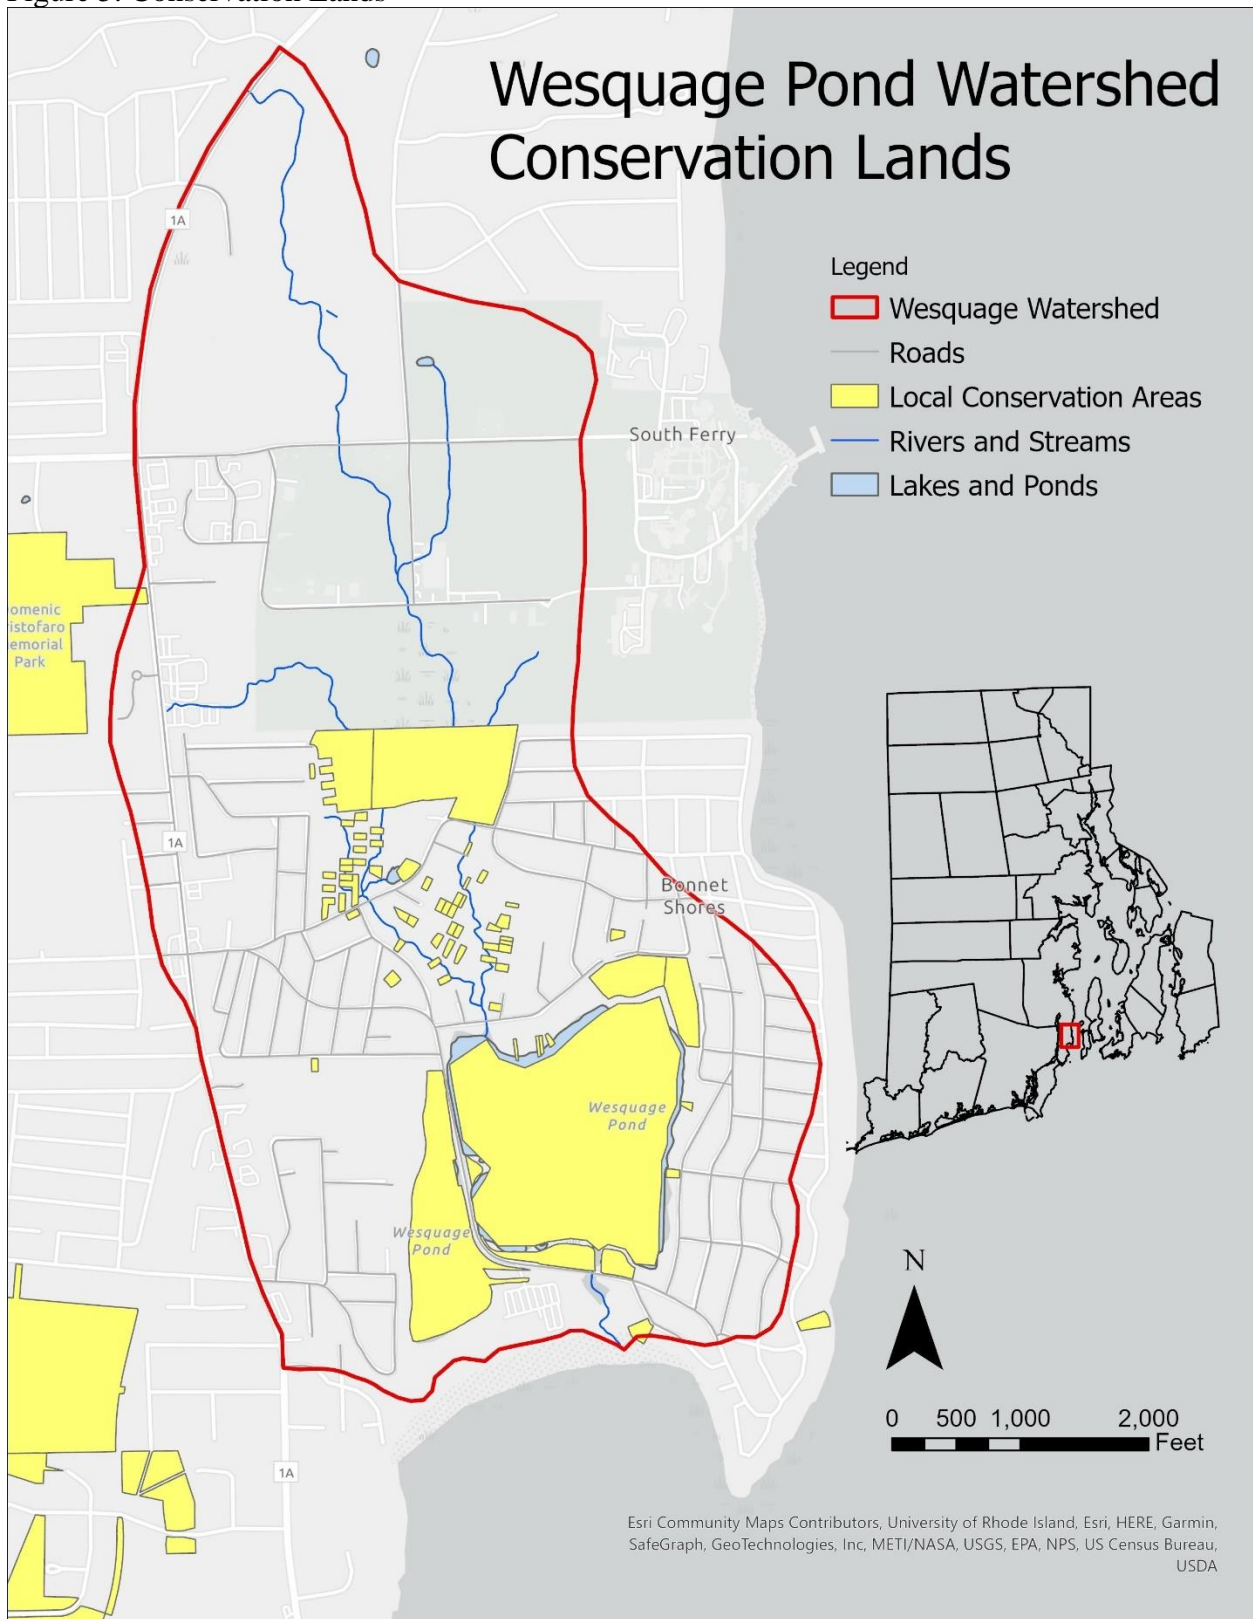 Wesquage Pond Watershed
Conservation Lands
Legend
Wesquage Watershed
Roads
Local Conservation Areas
Rivers and Streams
Lakes and Ponds
1A
South Ferry
Memorial
Park
1A
Bonnet
Shores
Wesquage
Pond
Wesquage
Pond
N
0 500 1,000 2,000
Feet
1A
Esri Community Maps Contributors, University of Rhode Island, Esri, HERE, Garmin,
SafeGraph, GeoTechnologies, Inc, METI/NASA, USGS, EPA, NPS, US Census Bureau,
USDA